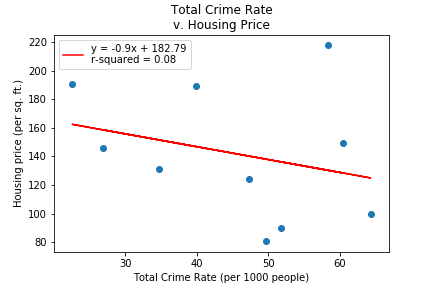 Total Crime Rate
v. Housing Price
y = -0.9x + 182.79
r-squared = 0.08
Housing price (per sq. ft.)
220
200
180
160
140
120
100
80
30
40
50
60
Total Crime Rate (per 1000 people)